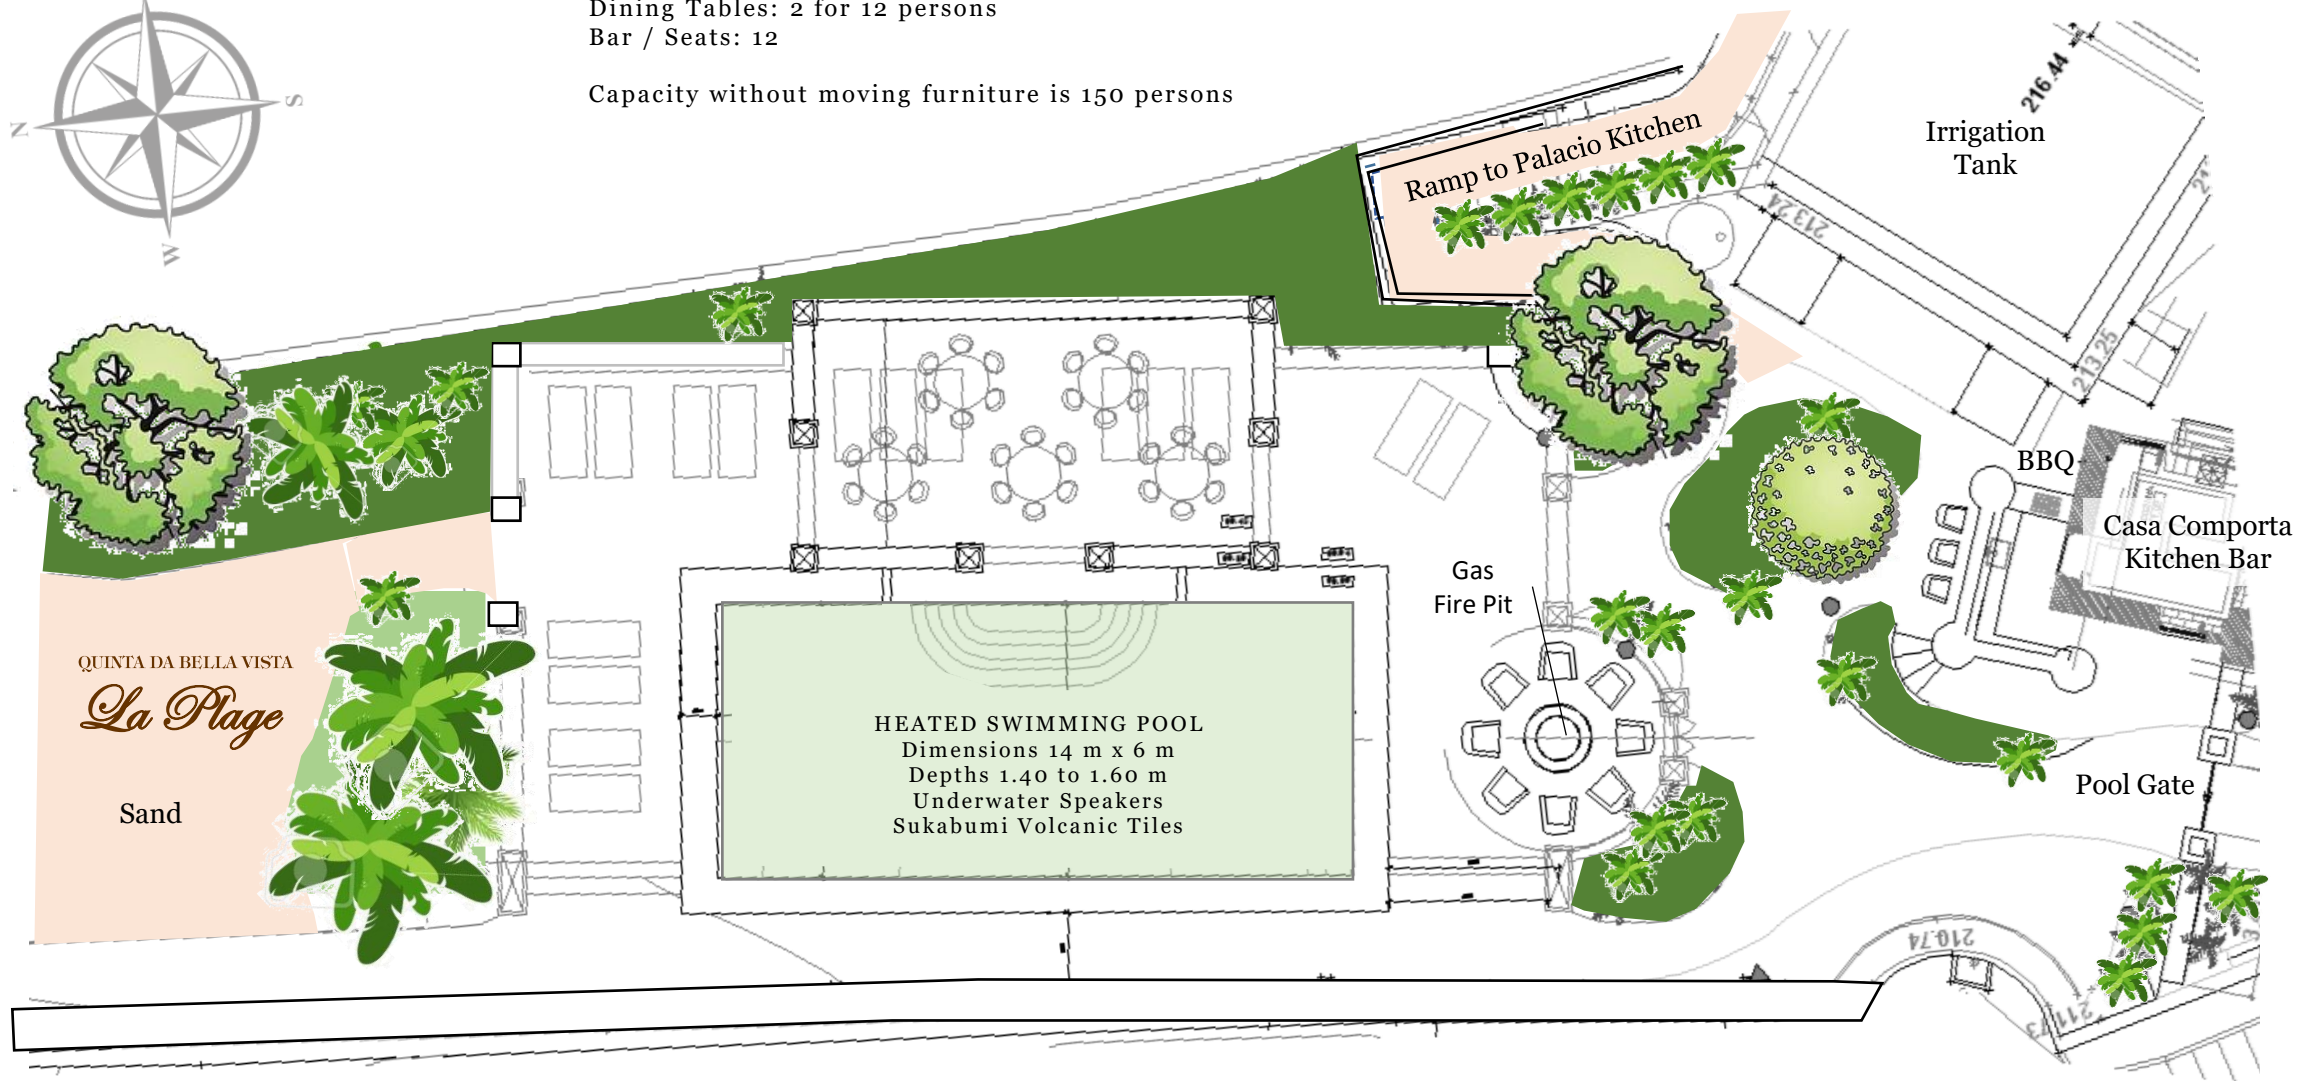 Dining Tables: 2 for 12 persons
Bar / Seats: 12
Capacity without moving furniture is 150 persons
N
S
W
Ramp to Palacio Kitchen
216.44
Irrigation
Tank
213.24
213.25
BBQ
Casa Comporta
Kitchen Bar
Gas
Fire Pit
QUINTA DA BELLA VISTA
La Plage
Sand
HEATED SWIMMING POOL
Dimensions 14 m x 6 m
Depths 1.40 to 1.60 m
Underwater Speakers
Sukabumi Volcanic Tiles
Pool Gate
210.74
211.73